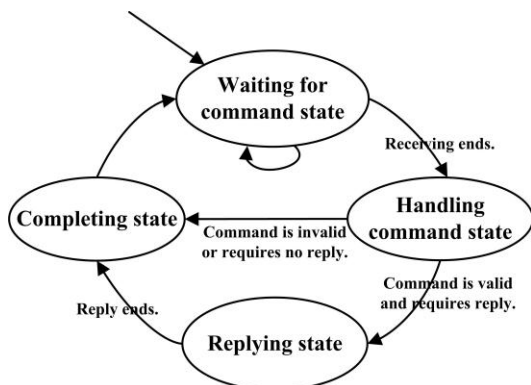 Waiting for
command state
Receiving ends.
Completing state
Handling
command state
Command is invalid
or requires no reply.
Command is valid
and requires reply.
Reply ends.
Replying state